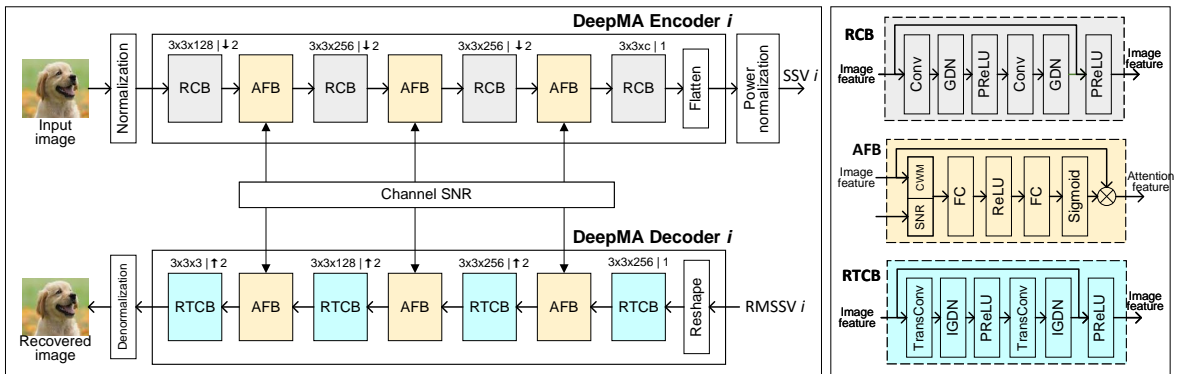 DeepMA Encoder i
3x3x128 | ↓ 2
3x3x256 | ↓ 2
3x3x256 | ↓ 2
3x3xc | 1
Input
image
Normalization
RCB
AFB
RCB
AFB
RCB
AFB
RCB
Flatten
Power
normalization
SSV i
Channel SNR
DeepMA Decoder i
3x3x3 | ↑ 2
3x3x128 | ↑ 2
3x3x256 | ↑ 2
3x3x256 | 1
Recovered
image
Denormalization
RTCB
AFB
RTCB
AFB
RTCB
AFB
RTCB
Reshape
RMSSV i
RCB
Image
feature
Conv
GDN
PReLU
Conv
GDN
PReLU
Image
feature
AFB
Image
feature
CWM
SNR
FC
ReLU
FC
Sigmoid
Attention
feature
RTCB
Image
feature
TransConv
IGDN
PReLU
TransConv
IGDN
PReLU
Image
feature